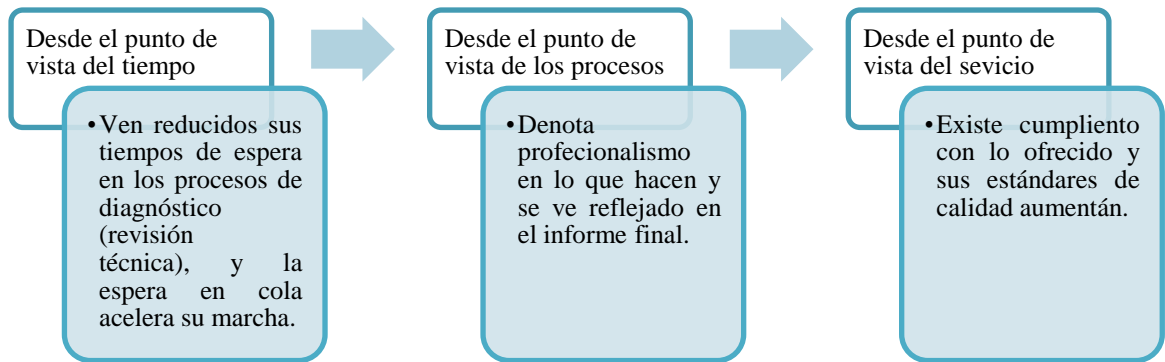 Desde el punto de
vista del tiempo
•Ven reducidos sus
tiempos de espera
en los procesos de
diagnóstico
(revisión
técnica), y la
espera en cola
acelera su marcha.
Desde el punto de
vista de los procesos
•Denota
profecionalismo
en lo que hacen y
se ve reflejado en
el informe final.
Desde el punto de
vista del sevicio
•Existe cumpliento
con lo ofrecido y
sus estándares de
calidad aumentán.